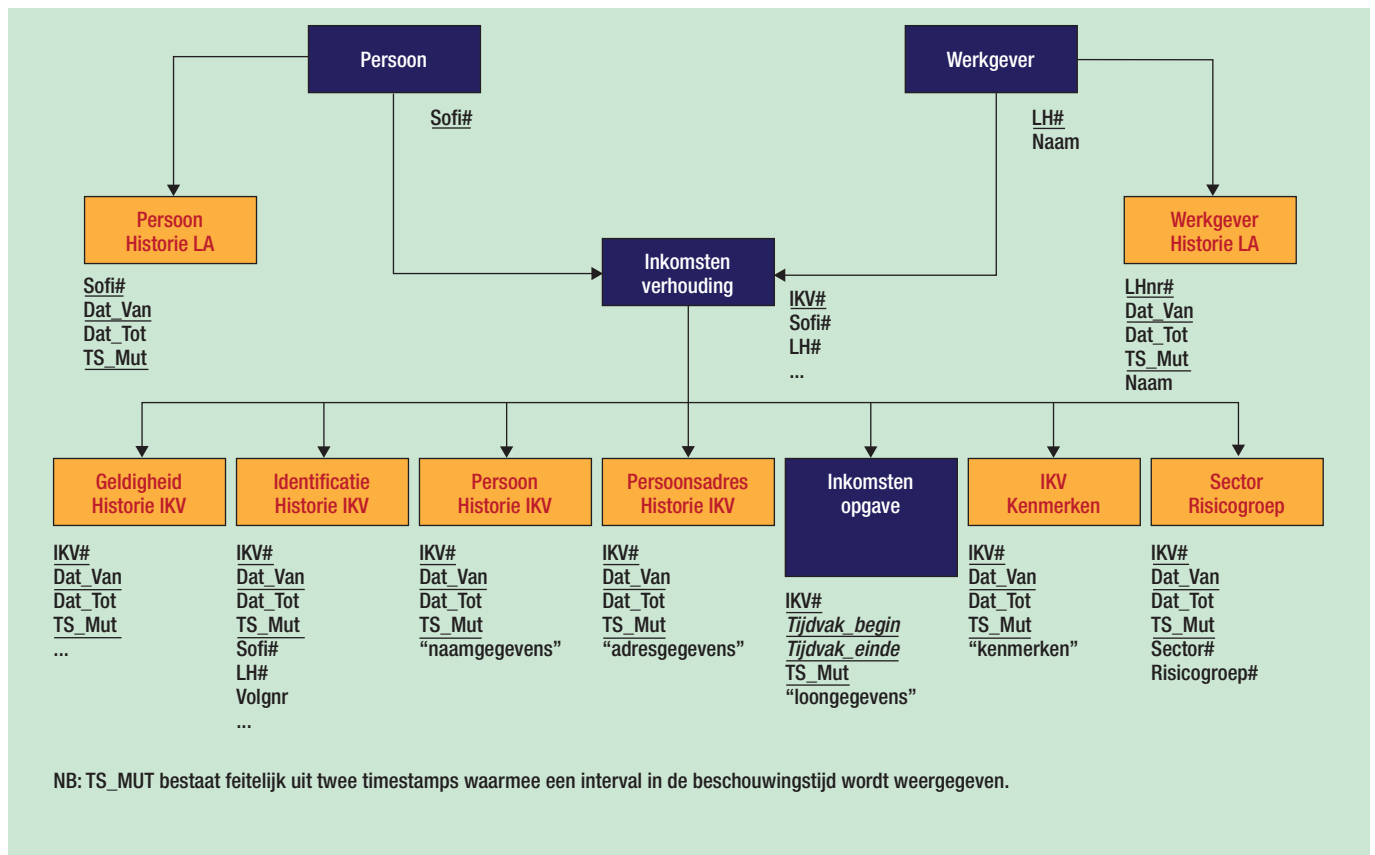 Persoon
Sofi#
Werkgever
LH#
Naam
Persoon
Historie LA
Sofi#
Dat_Van
Dat_Tot
TS_Mut
Inkomsten
verhouding
IKV#
Sofi#
LH#
...
Werkgever
Historie LA
LHnr#
Dat_Van
Dat_Tot
TS_Mut
Naam
Geldigheid
Historie IKV
IKV#
Dat_Van
Dat_Tot
TS_Mut
...
Identificatie
Historie IKV
IKV#
Dat_Van
Dat_Tot
TS_Mut
Sofi#
LH#
Volgnr
...
Persoon
Historie IKV
IKV#
Dat_Van
Dat_Tot
TS_Mut
“naamgegevens”
Persoonsadres
Historie IKV
IKV#
Dat_Van
Dat_Tot
TS_Mut
“adresgegevens”
Inkomsten
opgave
IKV#
Tijdvak_begin
Tijdvak_einde
TS_Mut
“loongegevens”
IKV
Kenmerken
IKV#
Dat_Van
Dat_Tot
TS_Mut
“kenmerken”
Sector
Risicogroep
IKV#
Dat_Van
Dat_Tot
TS_Mut
Sector#
Risicogroep#
NB: TS_MUT bestaat feitelijk uit twee timestamps waarmee een interval in de beschouwingstijd wordt weergegeven.